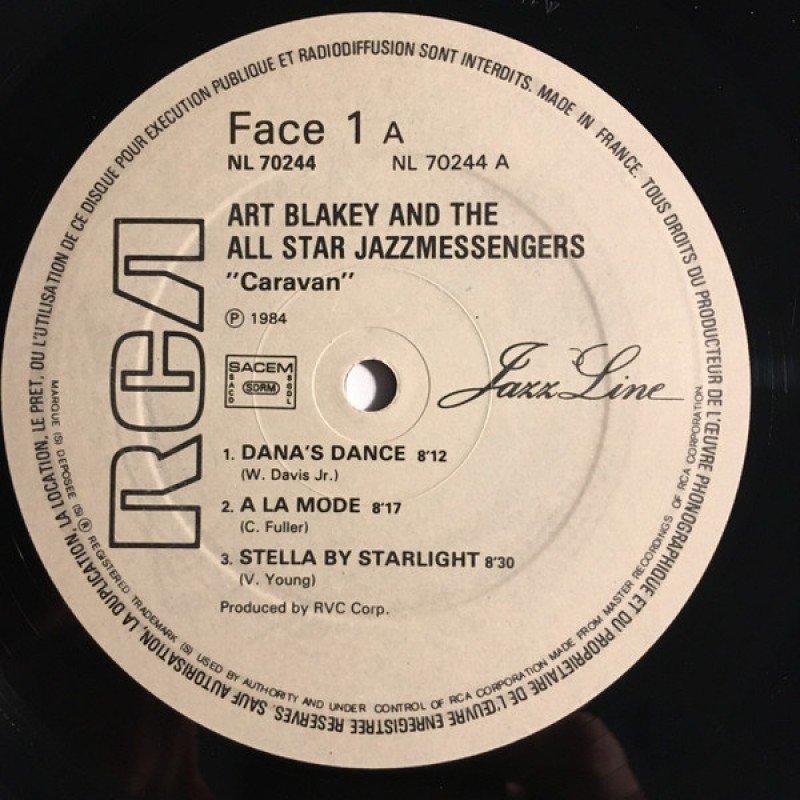 Face 1 A
NL 70244 NL 70244 A
ART BLAKEY AND THE
ALL STAR JAZZMESSENGERS
"Caravan"
Ⓟ 1984
RCA
SACEM
SACD SDRM SGDL
Jazz Line
1. DANA'S DANCE 8'12
(W. Davis Jr.)
2. A LA MODE 8'17
(C. Fuller)
3. STELLA BY STARLIGHT 8'30
(V. Young)
Produced by RVC Corp.
SAUF AUTORISATION, LA DUPLICATION, LA LOCATION, LE PRET, OU L'UTILISATION DE CE DISQUE POUR EXECUTION PUBLIQUE ET RADIODIFFUSION SONT INTERDITS. MADE IN FRANCE. TOUS DROITS DU PRODUCTEUR DE L'ŒUVRE PHONOGRAPHIQUE ET DU PROPRIETAIRE DE L'ŒUVRE ENREGISTREE RESERVES.
MARQUE (S) DEPOSEE (S) ® REGISTERED TRADEMARK (S) USED BY AUTHORITY AND UNDER CONTROL OF RCA CORPORATION MADE FROM MASTER RECORDINGS OF RCA CORPORATION